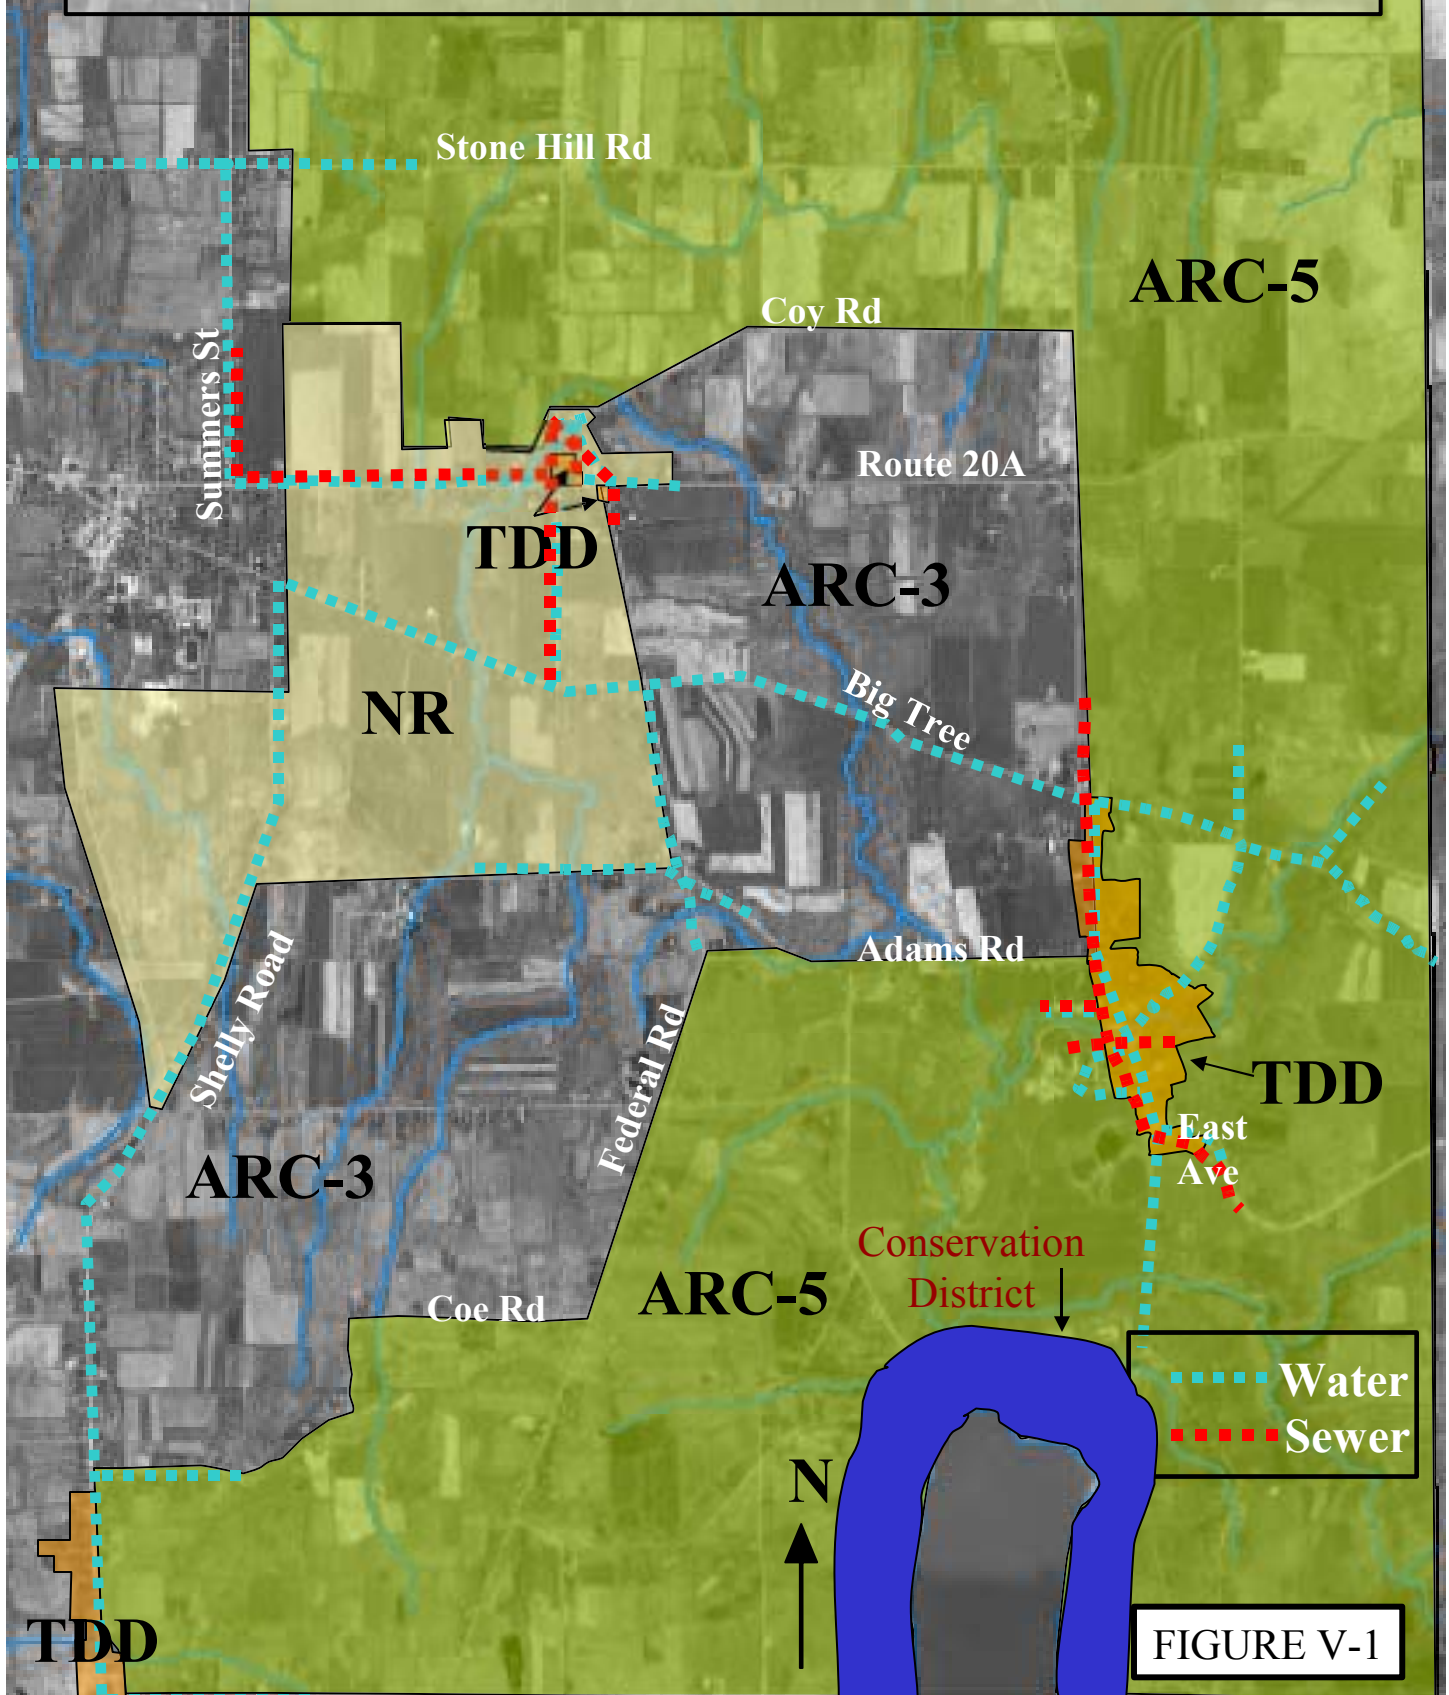 Stone Hill Rd
ARC-5
Coy Rd
Summers St
Route 20A
TDD
ARC-3
NR
Big Tree
Adams Rd
Shelly Road
Federal Rd
TDD
East
Ave
ARC-3
Conservation
District
ARC-5
Coe Rd
Water
Sewer
N
TDD
FIGURE V-1